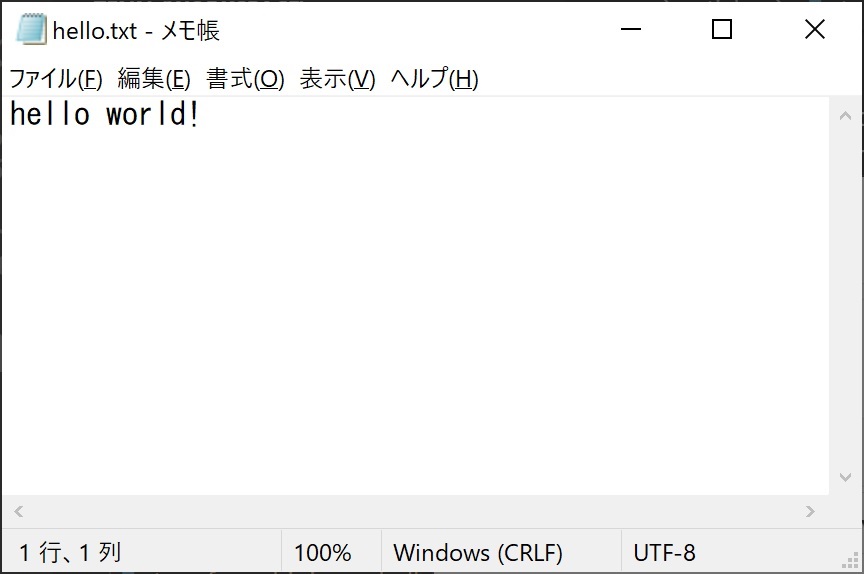 hello.txt - メモ帳
ファイル(F) 編集(E) 書式(O) 表示(V) ヘルプ(H)
hello world!
1 行、1 列 100% Windows (CRLF) UTF-8